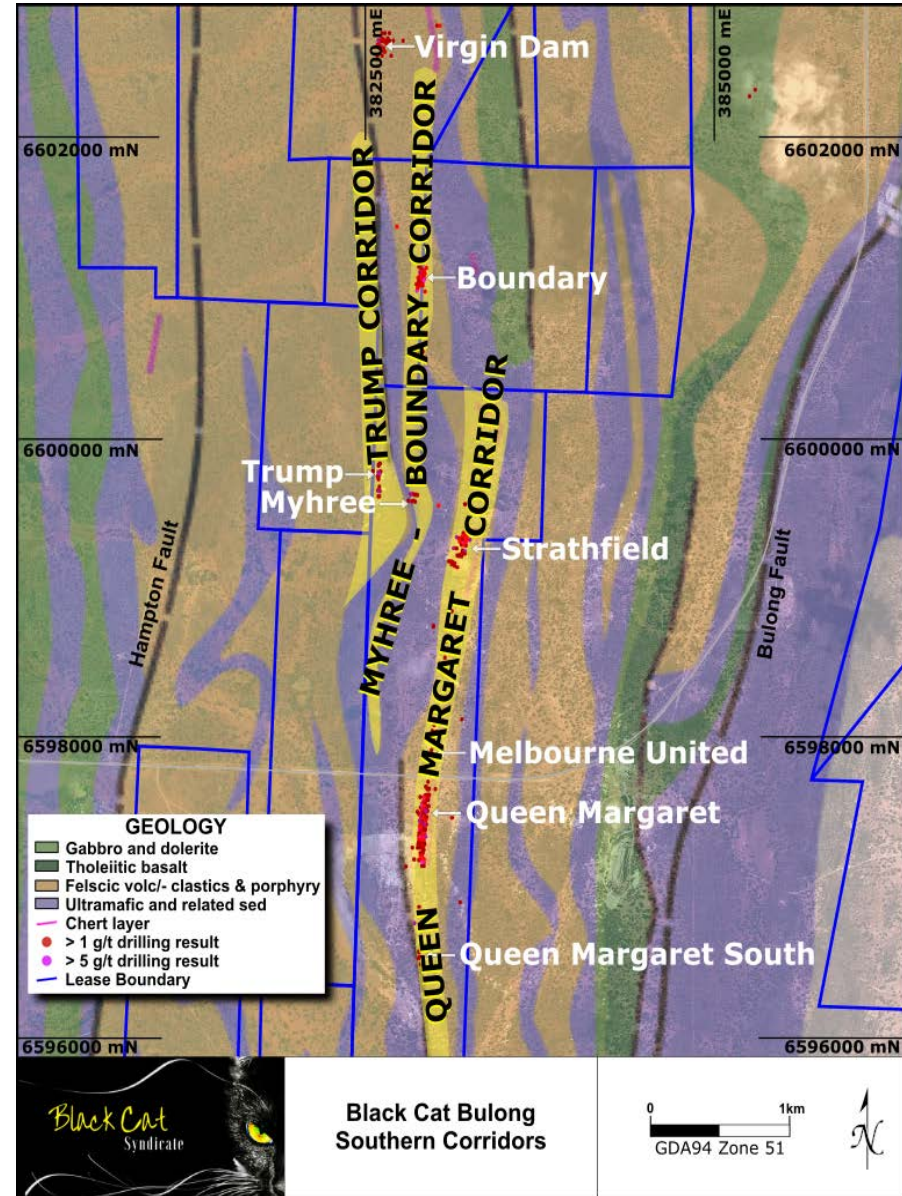 382500 mE
385000 mE
Virgin Dam
6602000 mN
6602000 mN
TRUMP CORRIDOR
MYHREE - BOUNDARY CORRIDOR
Boundary
6600000 mN
6600000 mN
Trump
Myhree
QUEEN MARGARET CORRIDOR
Strathfield
Hampton Fault
Bulong Fault
6598000 mN
6598000 mN
Melbourne United
Queen Margaret
Queen Margaret South
GEOLOGY
Gabbro and dolerite
Tholeiitic basalt
Felscic volc/- clastics & porphyry
Ultramafic and related sed
Chert layer
> 1 g/t drilling result
> 5 g/t drilling result
Lease Boundary
6596000 mN
6596000 mN
Black Cat
Syndicate
Black Cat Bulong
Southern Corridors
0 1km
GDA94 Zone 51
N